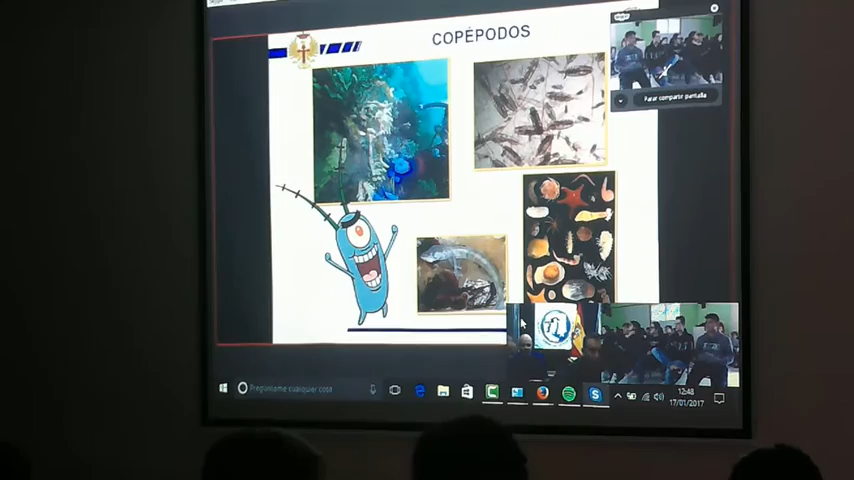 COPÉPODOS
Parar compartir pantalla
Pregúntame cualquier cosa
12:48
17/01/2017